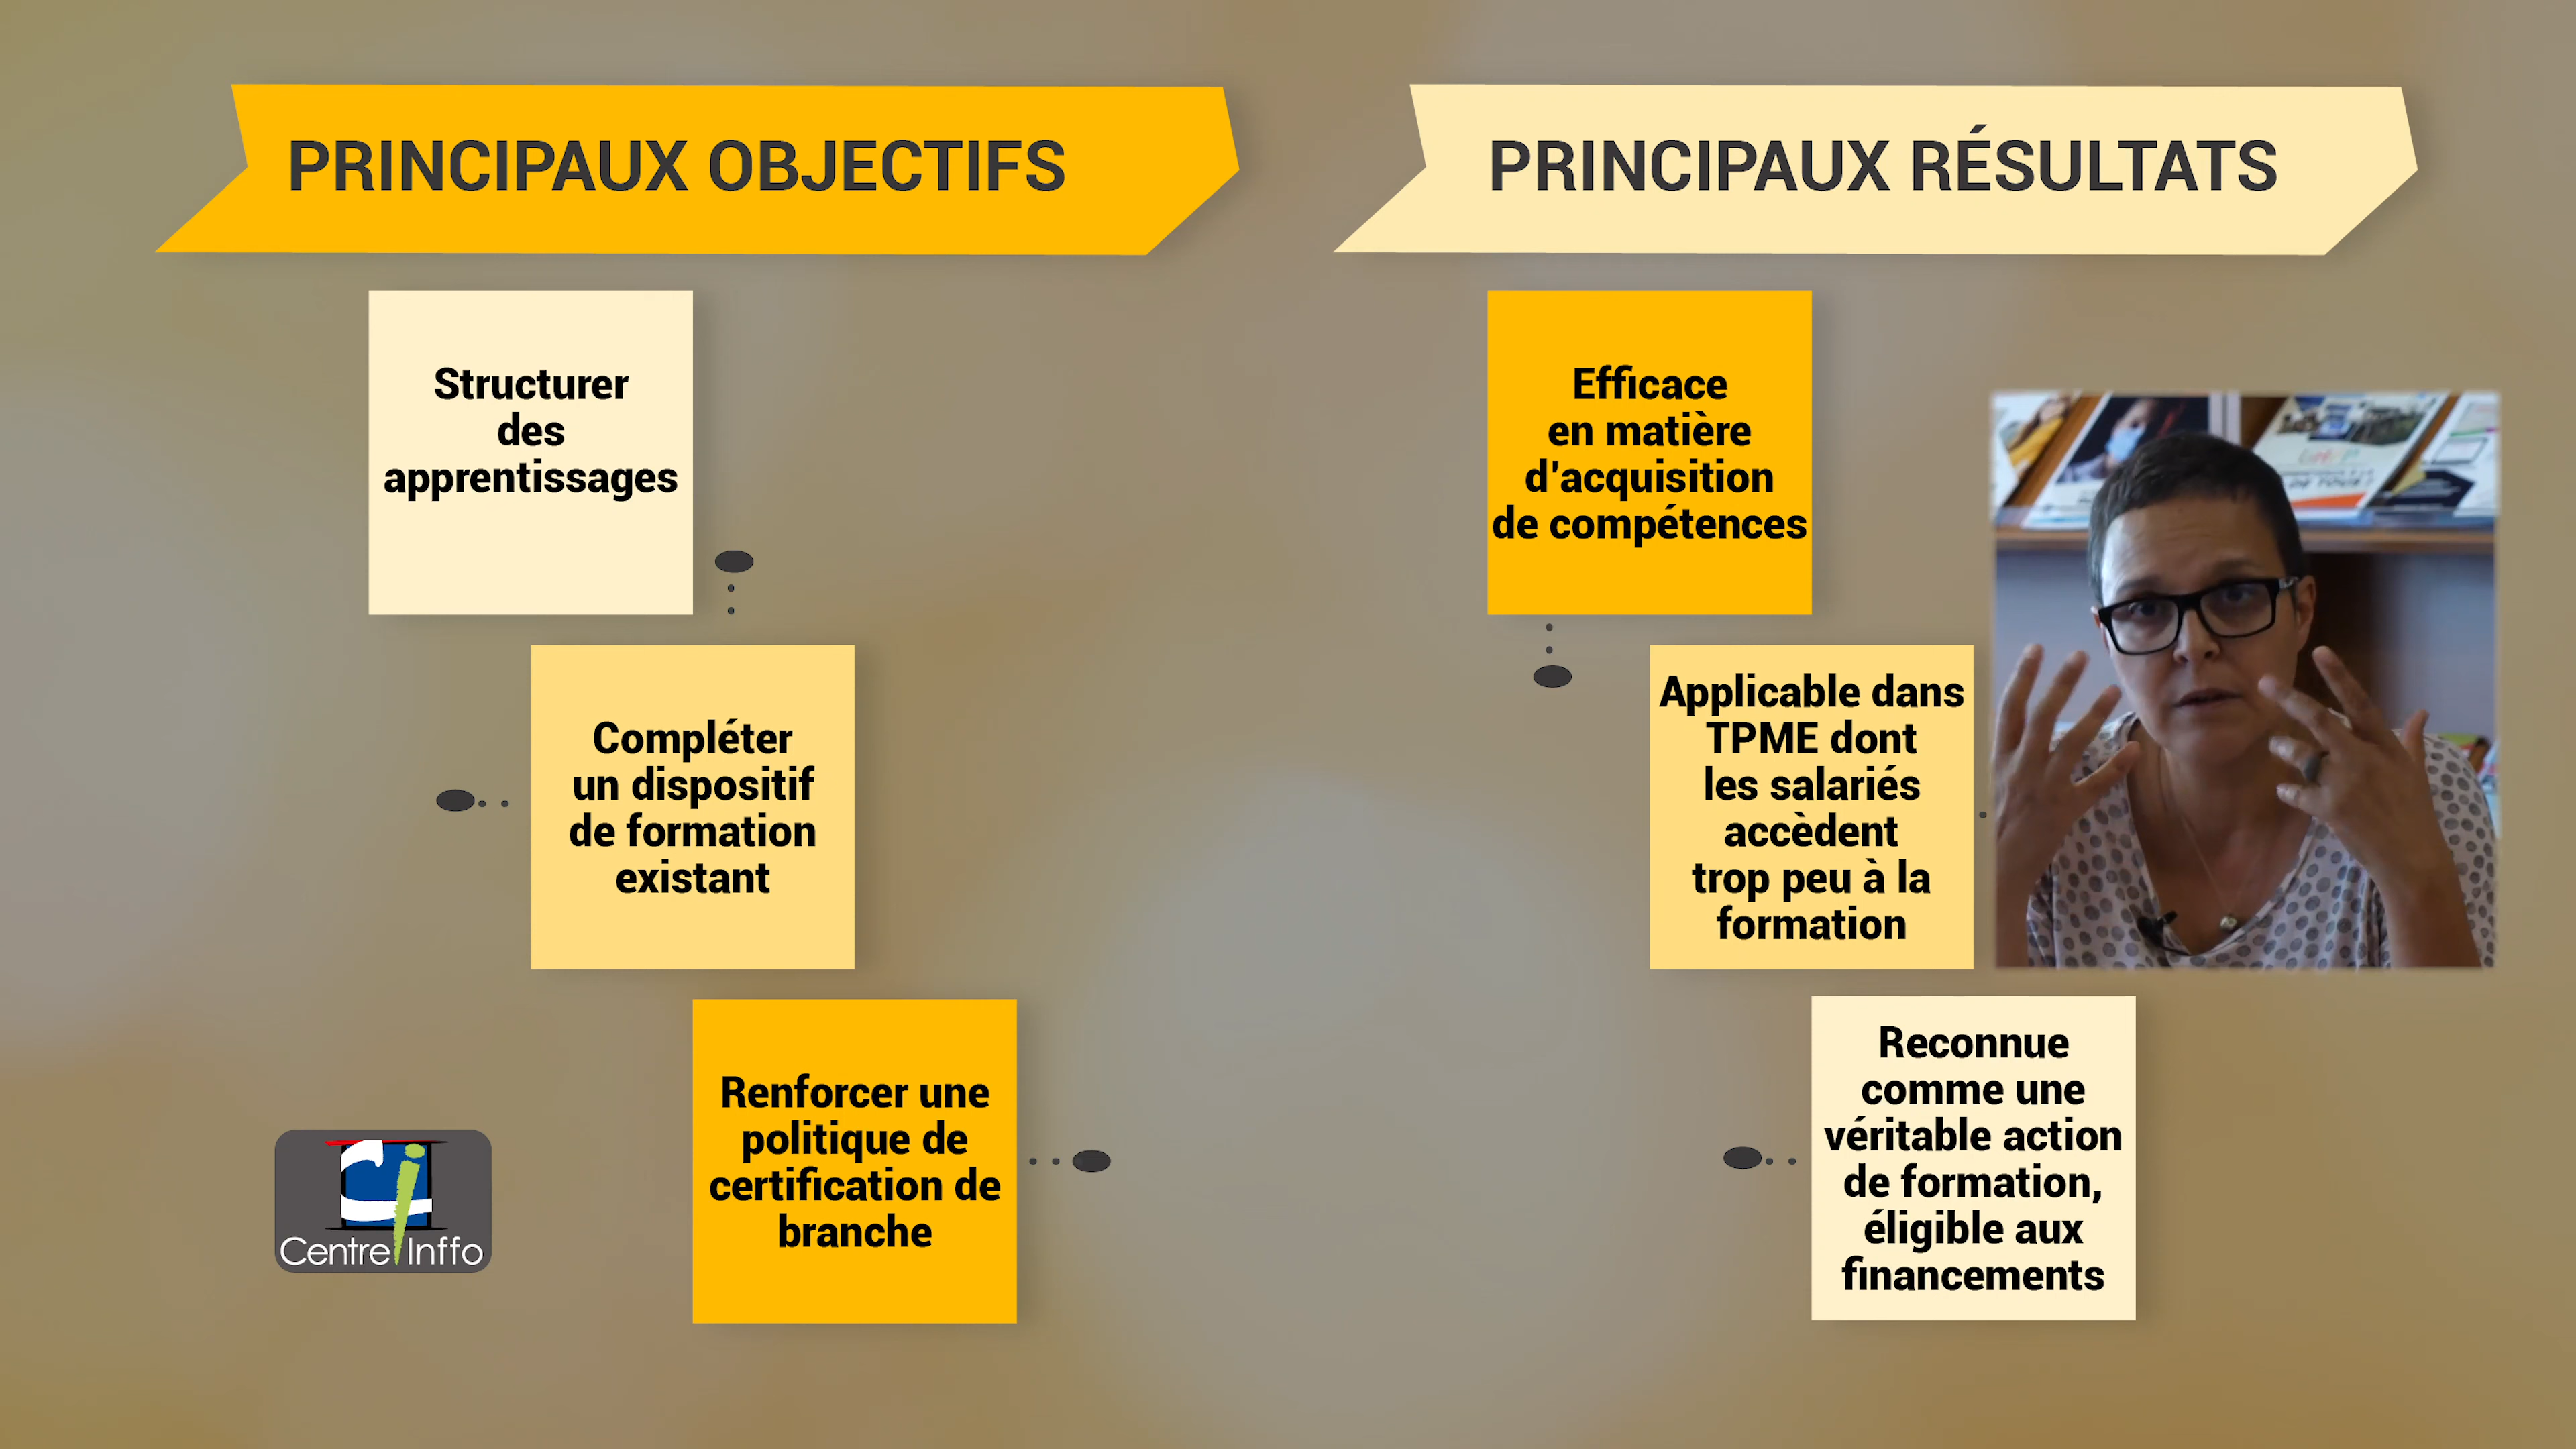 PRINCIPAUX OBJECTIFS
Structurer
des
apprentissages
Compléter
un dispositif
de formation
existant
Renforcer une
politique de
certification de
branche
Centre Inffo
PRINCIPAUX RÉSULTATS
Efficace
en matière
d'acquisition
de compétences
Applicable dans
TPME dont
les salariés
accèdent
trop peu à la
formation
Reconnue
comme une
véritable action
de formation,
éligible aux
financements